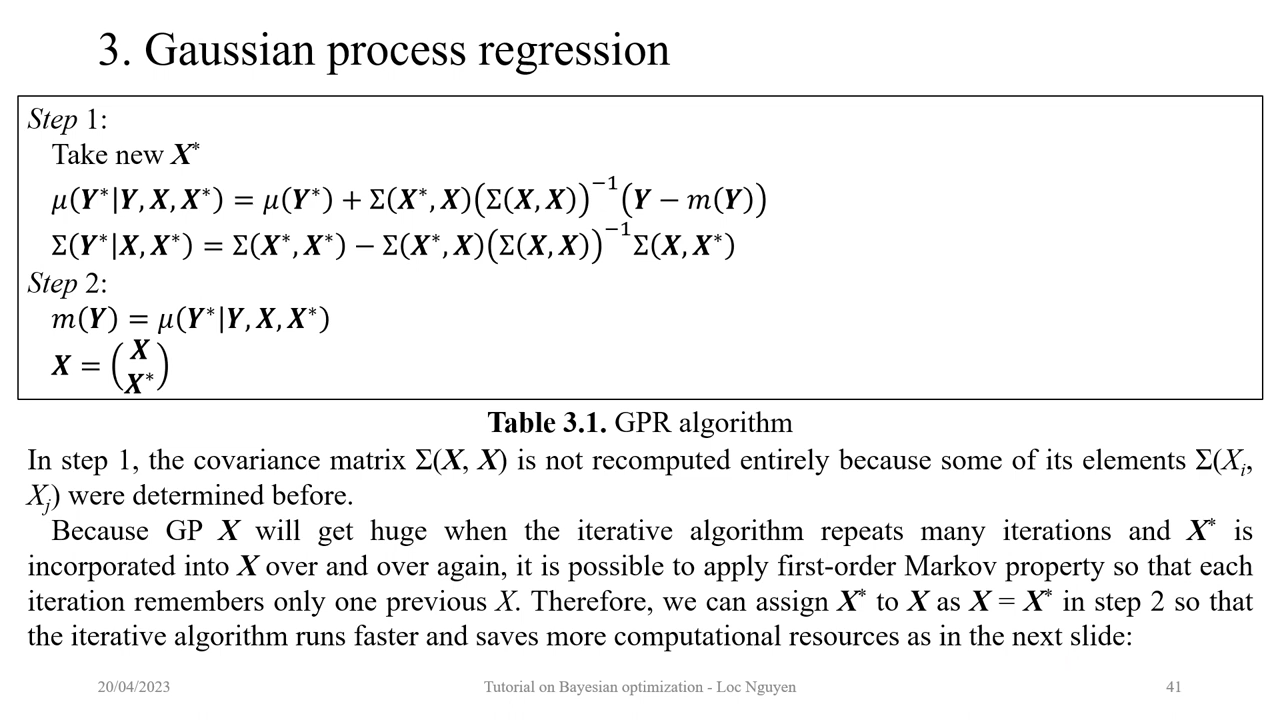 3. Gaussian process regression
Step 1:
Take new X*
μ(Y*|Y, X, X*) = μ(Y*) + Σ(X*, X)(Σ(X, X))⁻¹(Y − m(Y))
Σ(Y*|X, X*) = Σ(X*, X*) − Σ(X*, X)(Σ(X, X))⁻¹Σ(X, X*)
Step 2:
m(Y) = μ(Y*|Y, X, X*)
X = (X
X*)
Table 3.1. GPR algorithm
In step 1, the covariance matrix Σ(X, X) is not recomputed entirely because some of its elements Σ(Xᵢ,
Xⱼ) were determined before.
Because GP X will get huge when the iterative algorithm repeats many iterations and X* is
incorporated into X over and over again, it is possible to apply first-order Markov property so that each
iteration remembers only one previous X. Therefore, we can assign X* to X as X = X* in step 2 so that
the iterative algorithm runs faster and saves more computational resources as in the next slide:
20/04/2023
Tutorial on Bayesian optimization - Loc Nguyen
41